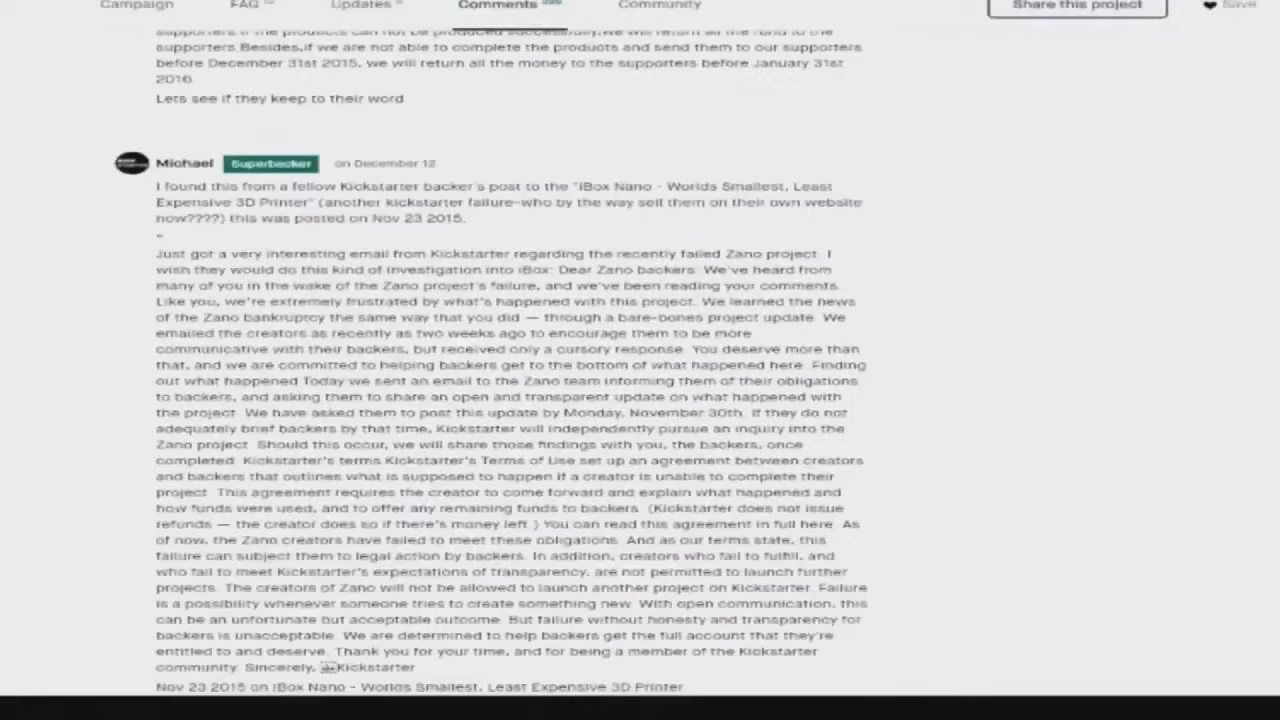 Campaign FAQ Updates Comments Community Share this project Save
supporters.If the products can not be produced successfully,we will return all the fund to the
supporters.Besides,if we are not able to complete the products and send them to our supporters
before December 31st 2015, we will return all the money to the supporters before January 31st
2016.
Lets see if they keep to their word
Michael Superbacker on December 12
I found this from a fellow Kickstarter backer's post to the "iBox Nano - Worlds Smallest, Least
Expensive 3D Printer" (another kickstarter failure-who by the way sell them on their own website
now????) this was posted on Nov 23 2015.
"
Just got a very interesting email from Kickstarter regarding the recently failed Zano project. I
wish they would do this kind of investigation into iBox: Dear Zano backers: We've heard from
many of you in the wake of the Zano project's failure, and we've been reading your comments.
Like you, we're extremely frustrated by what's happened with this project. We learned the news
of the Zano bankruptcy the same way that you did — through a bare-bones project update. We
emailed the creators as recently as two weeks ago to encourage them to be more
communicative with their backers, but received only a cursory response. You deserve more than
that, and we are committed to helping backers get to the bottom of what happened here. Finding
out what happened Today we sent an email to the Zano team informing them of their obligations
to backers, and asking them to share an open and transparent update on what happened with
the project. We have asked them to post this update by Monday, November 30th. If they do not
adequately brief backers by that time, Kickstarter will independently pursue an inquiry into the
Zano project. Should this occur, we will share those findings with you, the backers, once
completed. Kickstarter's terms Kickstarter's Terms of Use set up an agreement between creators
and backers that outlines what is supposed to happen if a creator is unable to complete their
project. This agreement requires the creator to come forward and explain what happened and
how funds were used, and to offer any remaining funds to backers. (Kickstarter does not issue
refunds — the creator does so if there's money left.) You can read this agreement in full here. As
of now, the Zano creators have failed to meet these obligations. And as our terms state, this
failure can subject them to legal action by backers. In addition, creators who fail to fulfill, and
who fail to meet Kickstarter's expectations of transparency, are not permitted to launch further
projects. The creators of Zano will not be allowed to launch another project on Kickstarter. Failure
is a possibility whenever someone tries to create something new. With open communication, this
can be an unfortunate but acceptable outcome. But failure without honesty and transparency for
backers is unacceptable. We are determined to help backers get the full account that they're
entitled to and deserve. Thank you for your time, and for being a member of the Kickstarter
community. Sincerely, Kickstarter
Nov 23 2015 on iBox Nano - Worlds Smallest, Least Expensive 3D Printer